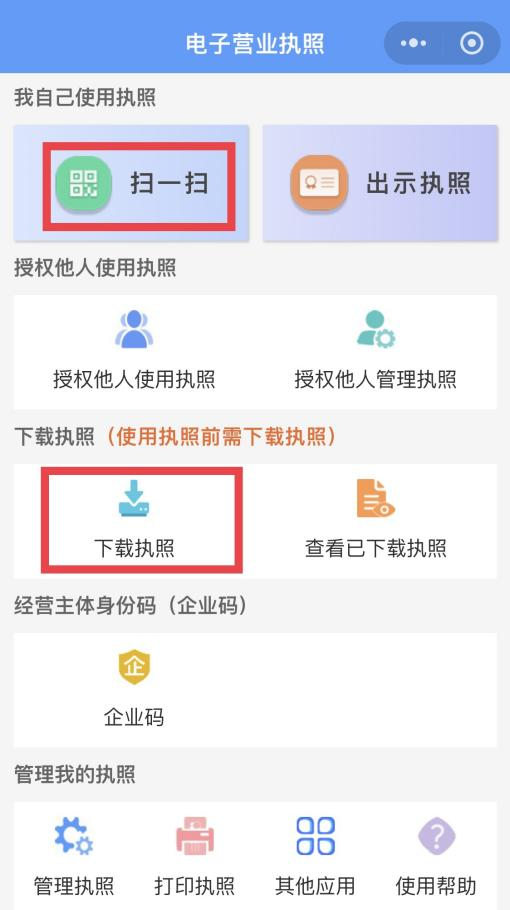 电子营业执照
我自己使用执照
扫一扫
出示执照
授权他人使用执照
授权他人使用执照
授权他人管理执照
下载执照（使用执照前需下载执照）
下载执照
查看已下载执照
经营主体身份码（企业码）
企
企业码
管理我的执照
?
管理执照
打印执照
其他应用
使用帮助